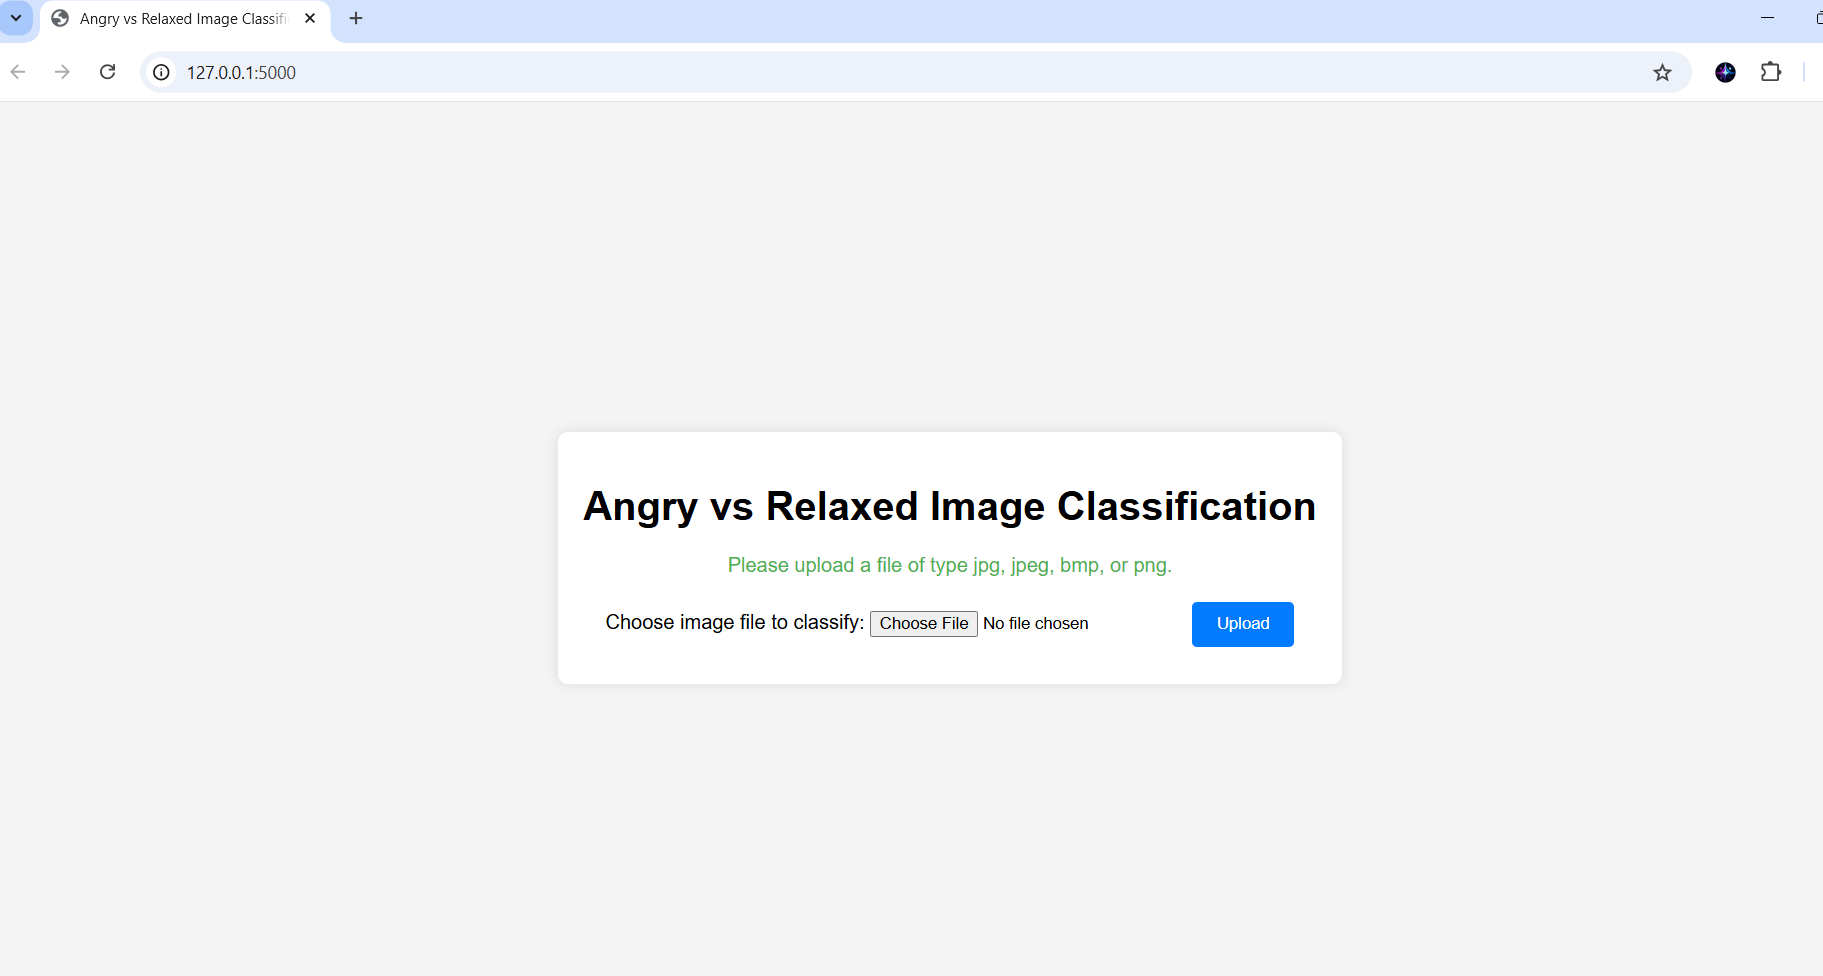 Angry vs Relaxed Image Classifi
127.0.0.1:5000
Angry vs Relaxed Image Classification
Please upload a file of type jpg, jpeg, bmp, or png.
Choose image file to classify: Choose File No file chosen Upload